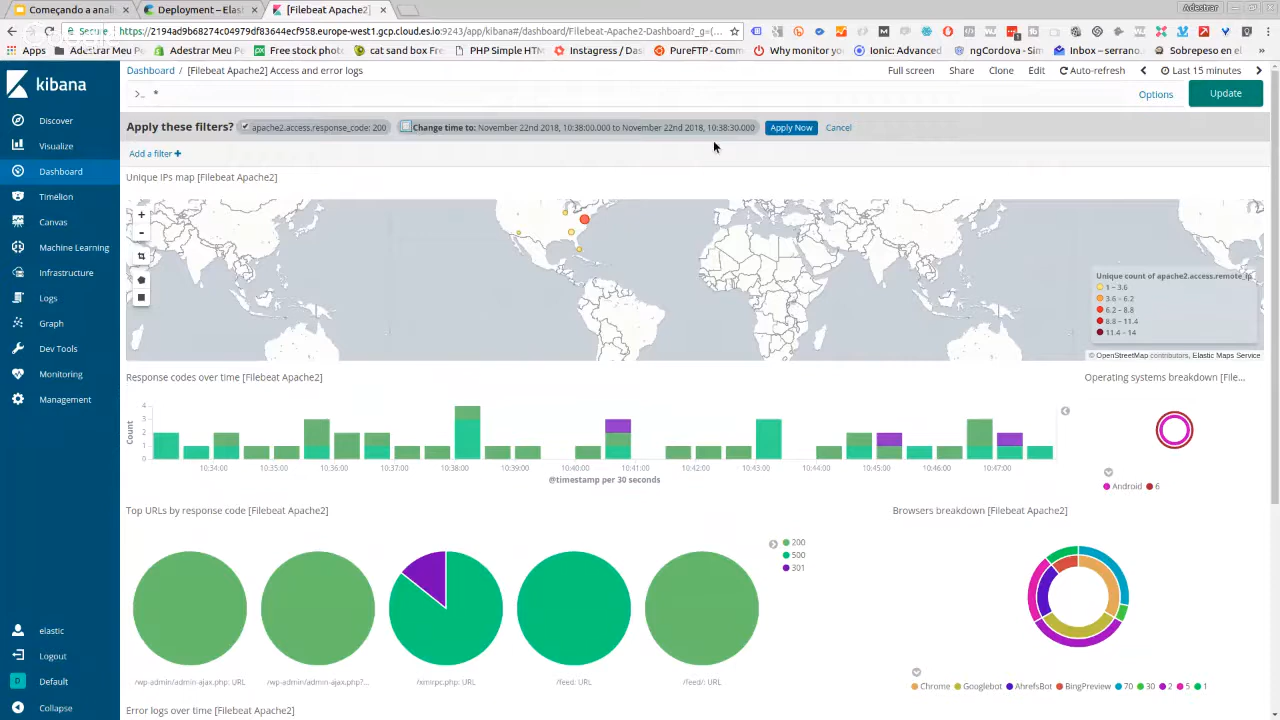 Começando a anal
Deployment – Elast
[Filebeat Apache2]
Adestrar
Secure
https://2194ad9b68274c04979df83644ecf95f.europe-west1.gcp.cloud.es.io:9243/app/kibana#/dashboard/Filebeat-Apache2-Dashboard?_g=(...
Apps
Adestrar Meu P
Adestrar Meu P
Free stock photos
cat sand box F
PHP Simple HTM
Instagress / Das
PureFTP - Comm
Why monitor you
Ionic: Advanced
ngCordova - Sim
Inbox – serrano.
Sobrepeso en el
kibana
Discover
Visualize
Dashboard
Timelion
Canvas
Machine Learning
Infrastructure
Logs
Graph
Dev Tools
Monitoring
Management
elastic
Logout
D Default
Collapse
Dashboard / [Filebeat Apache2] Access and error logs
Full screen Share Clone Edit Auto-refresh Last 15 minutes
>_ *
Options Update
Apply these filters? apache2.access.response_code: 200 Change time to: November 22nd 2018, 10:38:00.000 to November 22nd 2018, 10:38:30.000 Apply Now Cancel
Add a filter +
Unique IPs map [Filebeat Apache2]
+
-
Unique count of apache2.access.remote_ip
1 – 3.6
3.6 – 6.2
6.2 – 8.8
8.8 – 11.4
11.4 – 14
© OpenStreetMap contributors, Elastic Maps Service
Response codes over time [Filebeat Apache2]
Count
4
3
2
1
0
10:34:00 10:35:00 10:36:00 10:37:00 10:38:00 10:39:00 10:40:00 10:41:00 10:42:00 10:43:00 10:44:00 10:45:00 10:46:00 10:47:00
@timestamp per 30 seconds
Operating systems breakdown [File...
Android 6
Top URLs by response code [Filebeat Apache2]
200
500
301
/wp-admin/admin-ajax.php: URL
/wp-admin/admin-ajax.php?...
/xmlrpc.php: URL
/feed: URL
/feed/: URL
Browsers breakdown [Filebeat Apache2]
Chrome Googlebot AhrefsBot BingPreview 70 30 2 5 1
Error logs over time [Filebeat Apache2]